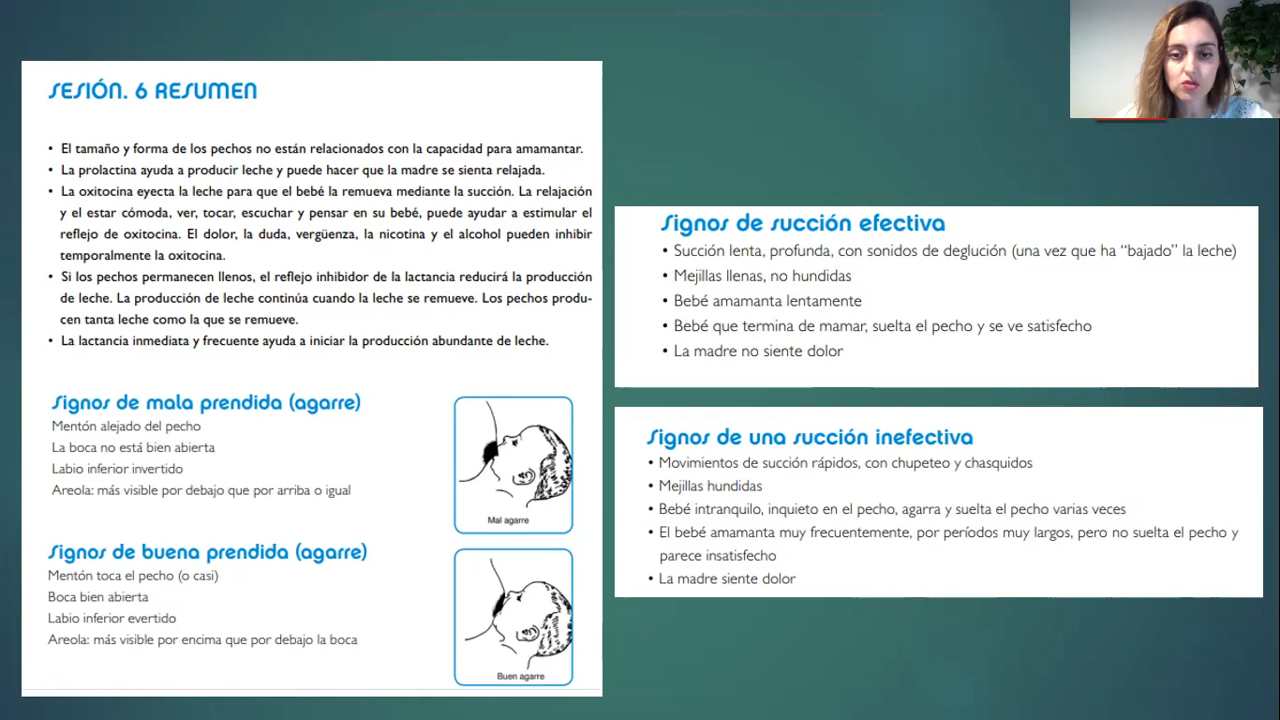 SESIÓN. 6 RESUMEN
• El tamaño y forma de los pechos no están relacionados con la capacidad para amamantar.
• La prolactina ayuda a producir leche y puede hacer que la madre se sienta relajada.
• La oxitocina eyecta la leche para que el bebé la remueva mediante la succión. La relajación
y el estar cómoda, ver, tocar, escuchar y pensar en su bebé, puede ayudar a estimular el
reflejo de oxitocina. El dolor, la duda, vergüenza, la nicotina y el alcohol pueden inhibir
temporalmente la oxitocina.
• Si los pechos permanecen llenos, el reflejo inhibidor de la lactancia reducirá la producción
de leche. La producción de leche continúa cuando la leche se remueve. Los pechos produ-
cen tanta leche como la que se remueve.
• La lactancia inmediata y frecuente ayuda a iniciar la producción abundante de leche.
Signos de mala prendida (agarre)
Mentón alejado del pecho
La boca no está bien abierta
Labio inferior invertido
Areola: más visible por debajo que por arriba o igual
Mal agarre
Signos de buena prendida (agarre)
Mentón toca el pecho (o casi)
Boca bien abierta
Labio inferior evertido
Areola: más visible por encima que por debajo la boca
Buen agarre
Signos de succión efectiva
• Succión lenta, profunda, con sonidos de deglución (una vez que ha “bajado” la leche)
• Mejillas llenas, no hundidas
• Bebé amamanta lentamente
• Bebé que termina de mamar, suelta el pecho y se ve satisfecho
• La madre no siente dolor
Signos de una succión inefectiva
• Movimientos de succión rápidos, con chupeteo y chasquidos
• Mejillas hundidas
• Bebé intranquilo, inquieto en el pecho, agarra y suelta el pecho varias veces
• El bebé amamanta muy frecuentemente, por períodos muy largos, pero no suelta el pecho y
parece insatisfecho
• La madre siente dolor